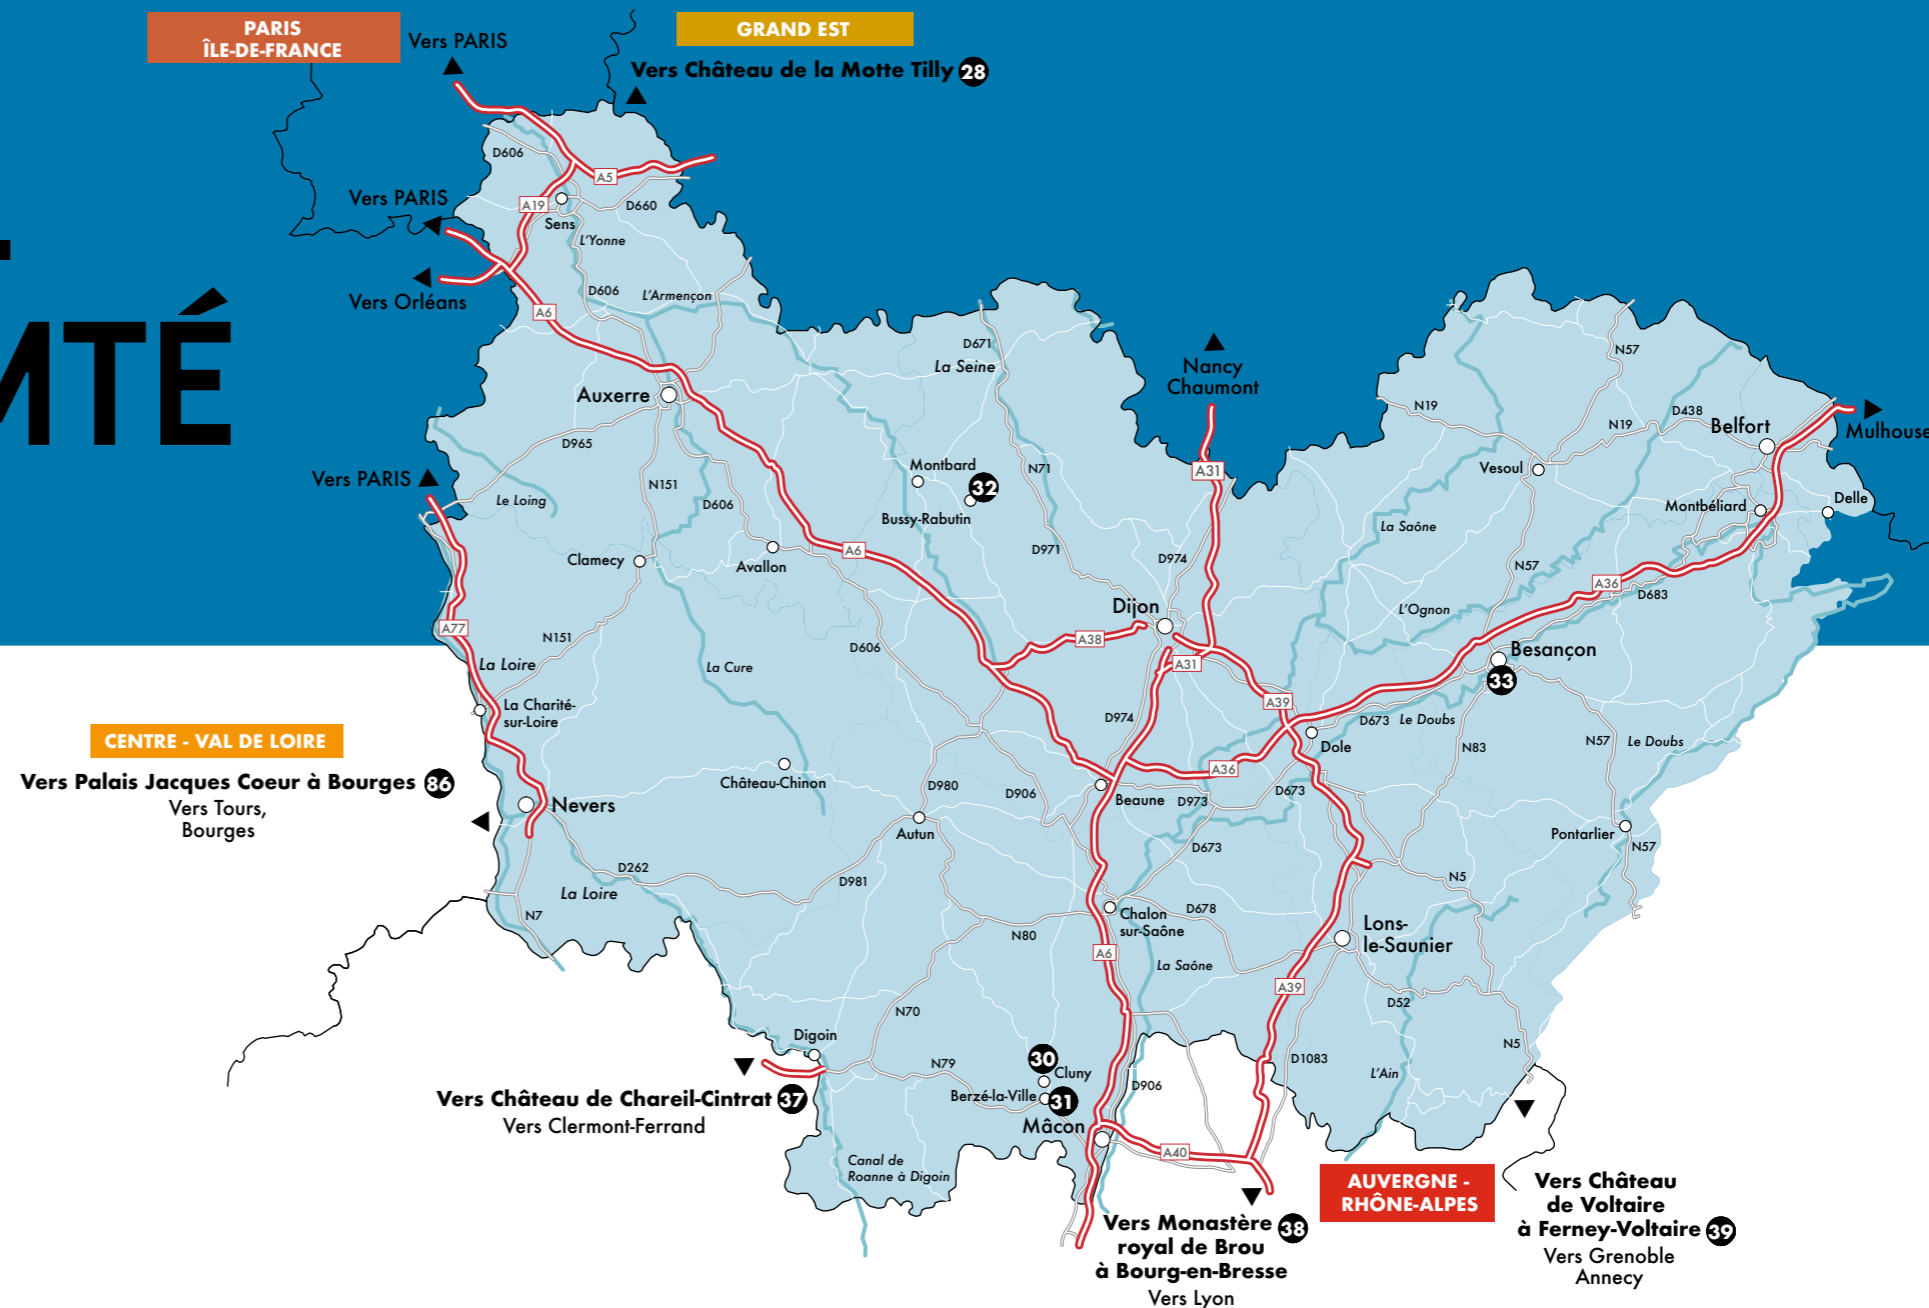 PARIS
ÎLE-DE-FRANCE
Vers PARIS
GRAND EST
Vers Château de la Motte Tilly 28
D606
A5
Vers PARIS
A19
D660
Sens
L'Yonne
Vers Orléans
D606
L'Armençon
A6
MTÉ
D671
La Seine
Nancy
Chaumont
N57
Auxerre
N19
D438
N19
Belfort
Mulhouse
D965
Vers PARIS
Le Loing
N151
D606
Montbard
32
Bussy-Rabutin
N71
A31
Vesoul
Montbéliard
Delle
La Saône
Clamecy
Avallon
A6
D971
D974
N57
A36
D683
L'Ognon
A77
N151
La Loire
La Cure
D606
Dijon
A38
A31
Besançon
33
La Charité-
sur-Loire
D974
A39
D673
Le Doubs
Dole
N83
N57
Le Doubs
CENTRE - VAL DE LOIRE
Vers Palais Jacques Coeur à Bourges 86
Vers Tours,
Bourges
Nevers
Château-Chinon
D980
D906
A36
Beaune
D973
D673
Autun
Pontarlier
N57
D262
La Loire
D981
D673
N5
N7
N80
Chalon
sur-Saône
D678
Lons-
le-Saunier
A6
La Saône
A39
D52
N70
Digoin
N79
30
Cluny
Berzé-la-Ville 31
D906
D1083
L'Ain
N5
Vers Château de Chareil-Cintrat 37
Vers Clermont-Ferrand
Mâcon
A40
Canal de
Roanne à Digoin
AUVERGNE -
RHÔNE-ALPES
Vers Monastère 38
royal de Brou
à Bourg-en-Bresse
Vers Lyon
Vers Château
de Voltaire
à Ferney-Voltaire 39
Vers Grenoble
Annecy